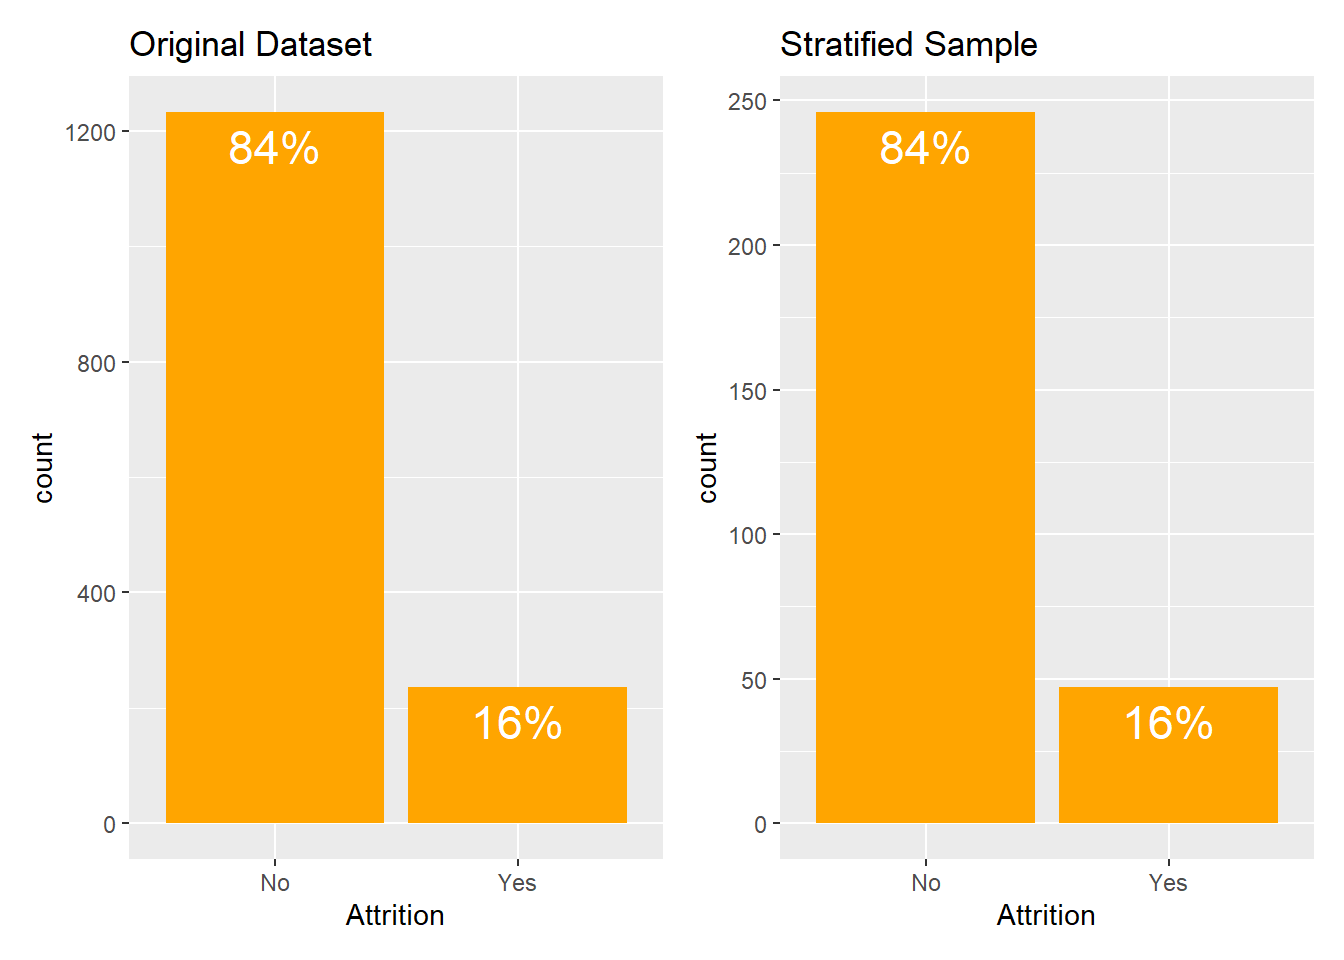 Original Dataset
count
1200
800
400
0
84%
16%
No
Yes
Attrition
Stratified Sample
count
250
200
150
100
50
0
84%
16%
No
Yes
Attrition